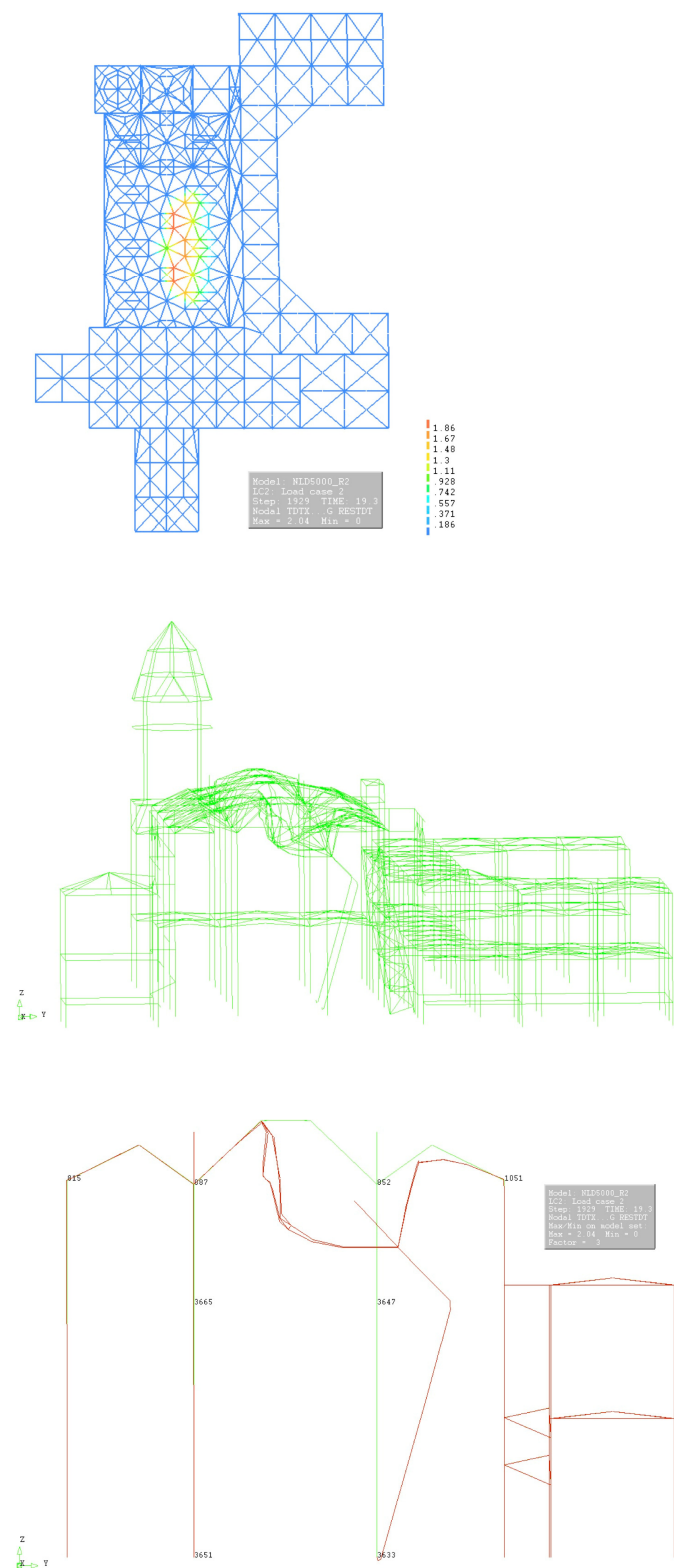 1.86
1.67
1.48
1.3
1.11
.928
.742
.557
.371
.186
Model: NLD5000_R2
LC2: Load case 2
Step: 1929 TIME: 19.3
Nodal TDTX...G RESTDT
Max = 2.04 Min = 0
Z
X Y
815
887
852
1051
Model: NLD5000_R2
LC2: Load case 2
Step: 1929 TIME: 19.3
Nodal TDTX...G RESTDT
Max/Min on model set
Max = 2.04 Min = 0
Factor = .3
3665
3647
Z
X Y
3651
3633